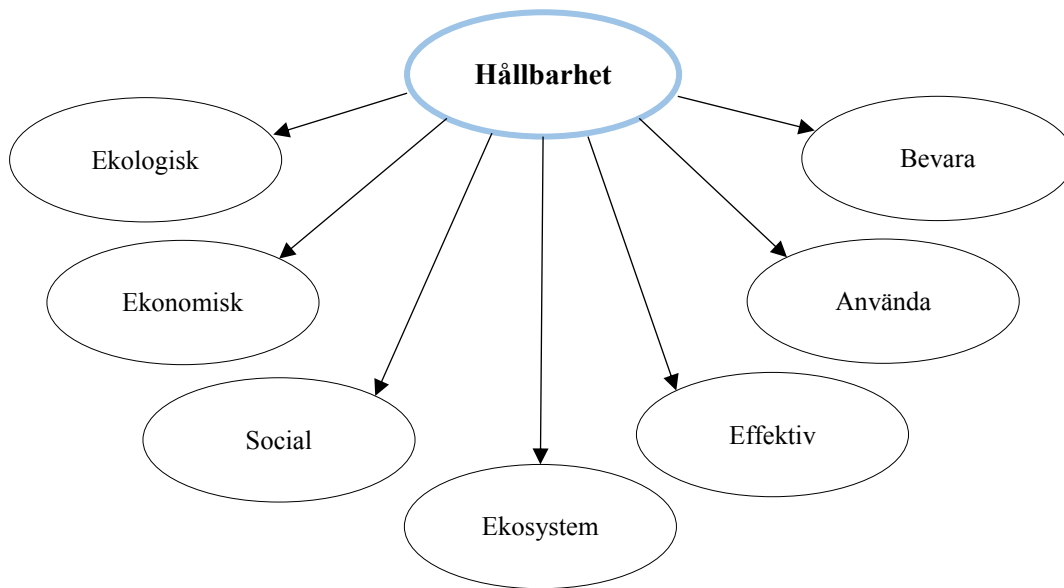 Hållbarhet
Ekologisk
Bevara
Ekonomisk
Använda
Social
Effektiv
Ekosystem